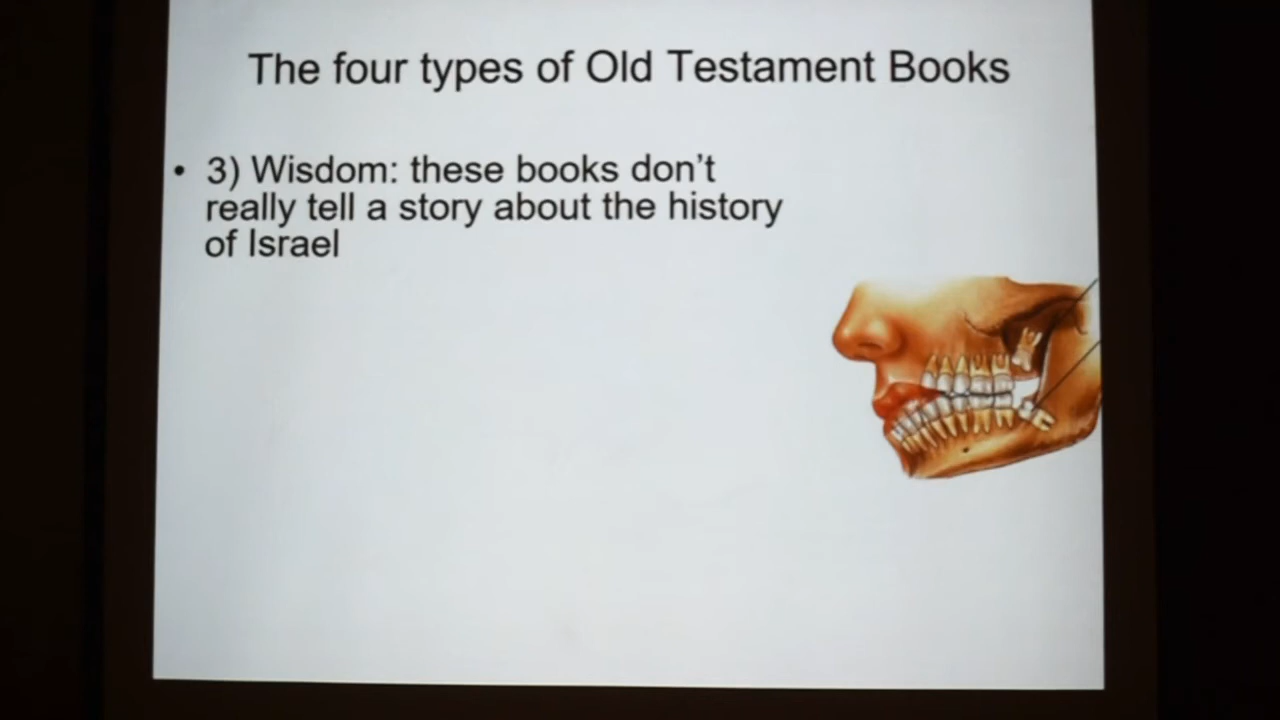 The four types of Old Testament Books
• 3) Wisdom: these books don't
really tell a story about the history
of Israel